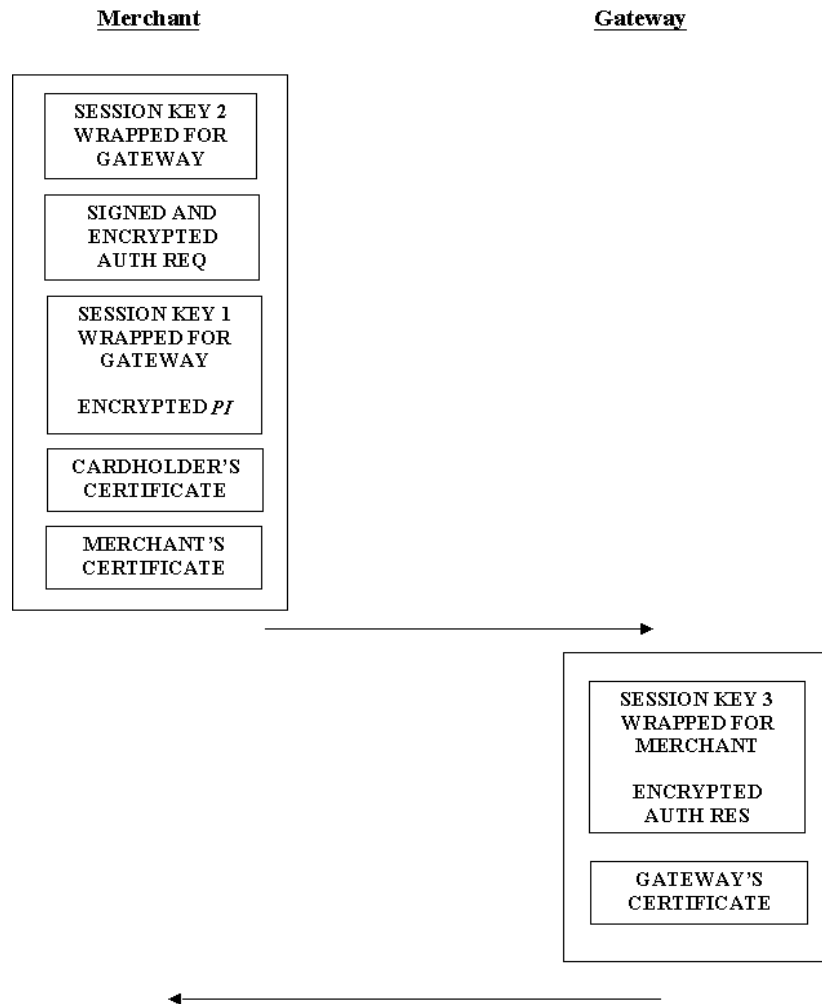 Merchant
Gateway
SESSION KEY 2
WRAPPED FOR
GATEWAY
SIGNED AND
ENCRYPTED
AUTH REQ
SESSION KEY 1
WRAPPED FOR
GATEWAY
ENCRYPTED PI
CARDHOLDER'S
CERTIFICATE
MERCHANT'S
CERTIFICATE
SESSION KEY 3
WRAPPED FOR
MERCHANT
ENCRYPTED
AUTH RES
GATEWAY'S
CERTIFICATE